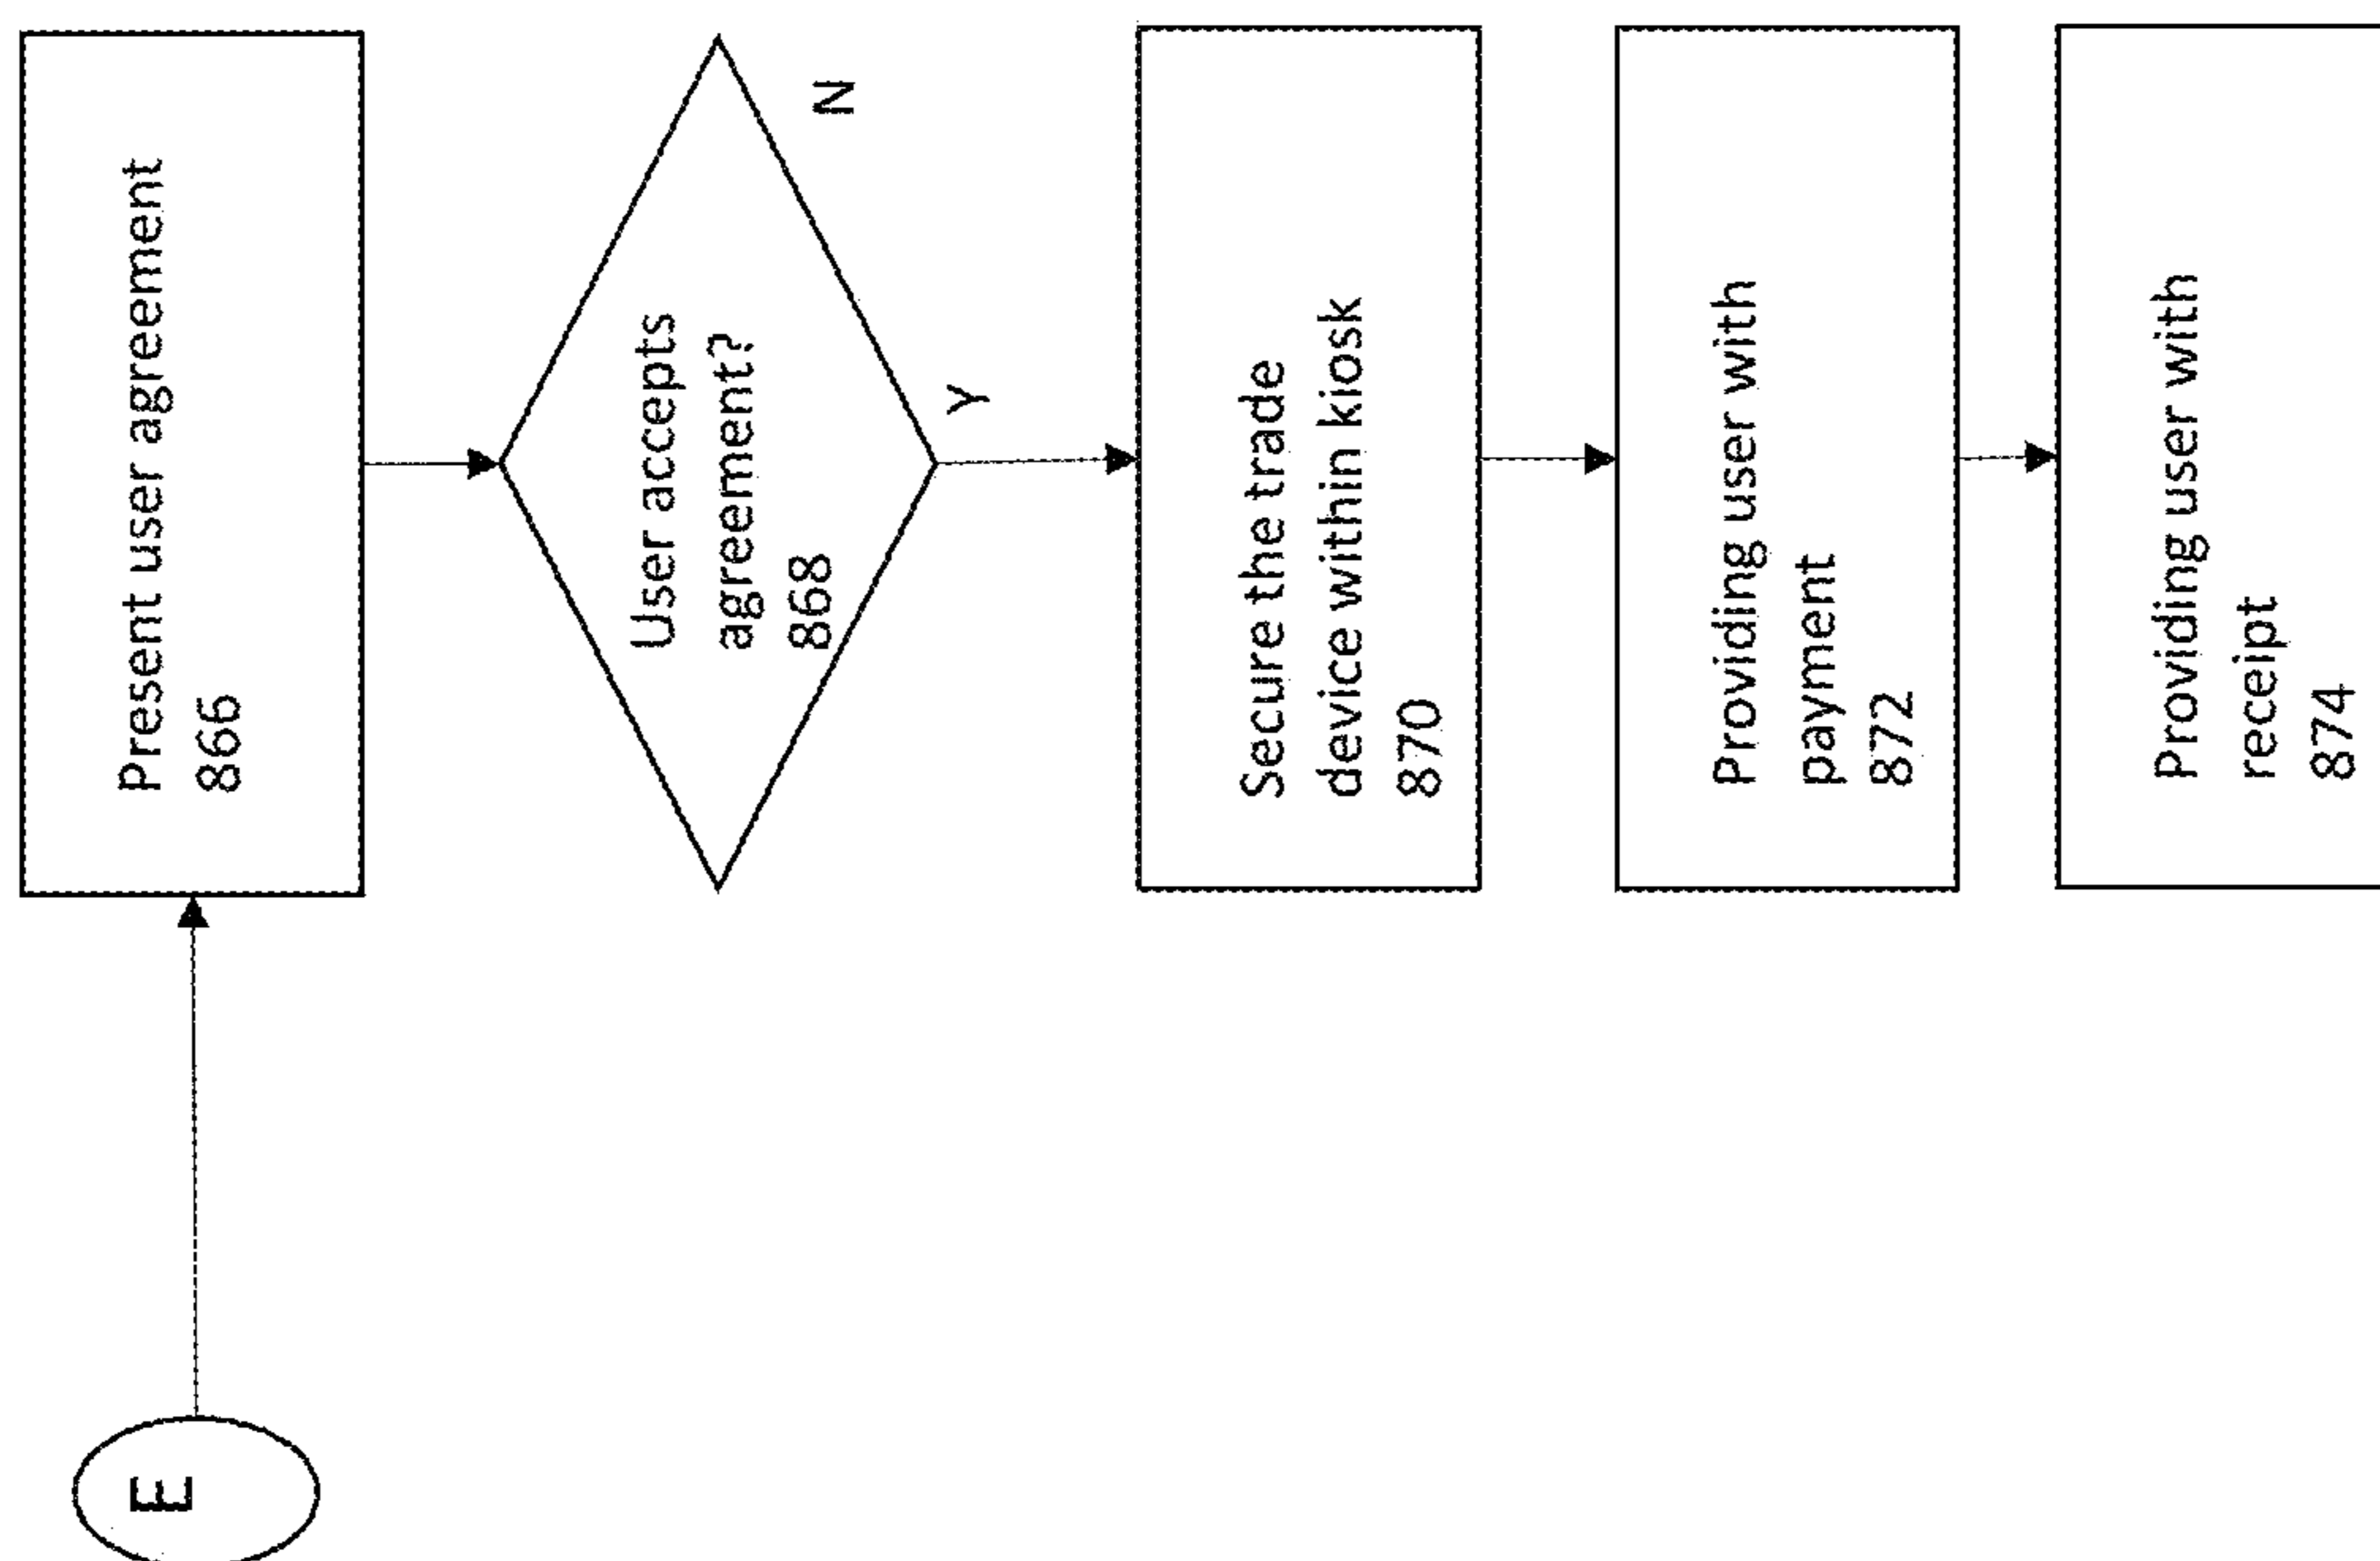 E
Present user agreement
866
User accepts
agreement?
868
N
Y
Secure the trade
device within kiosk
870
Providing user with
payment
872
Providing user with
receipt
874